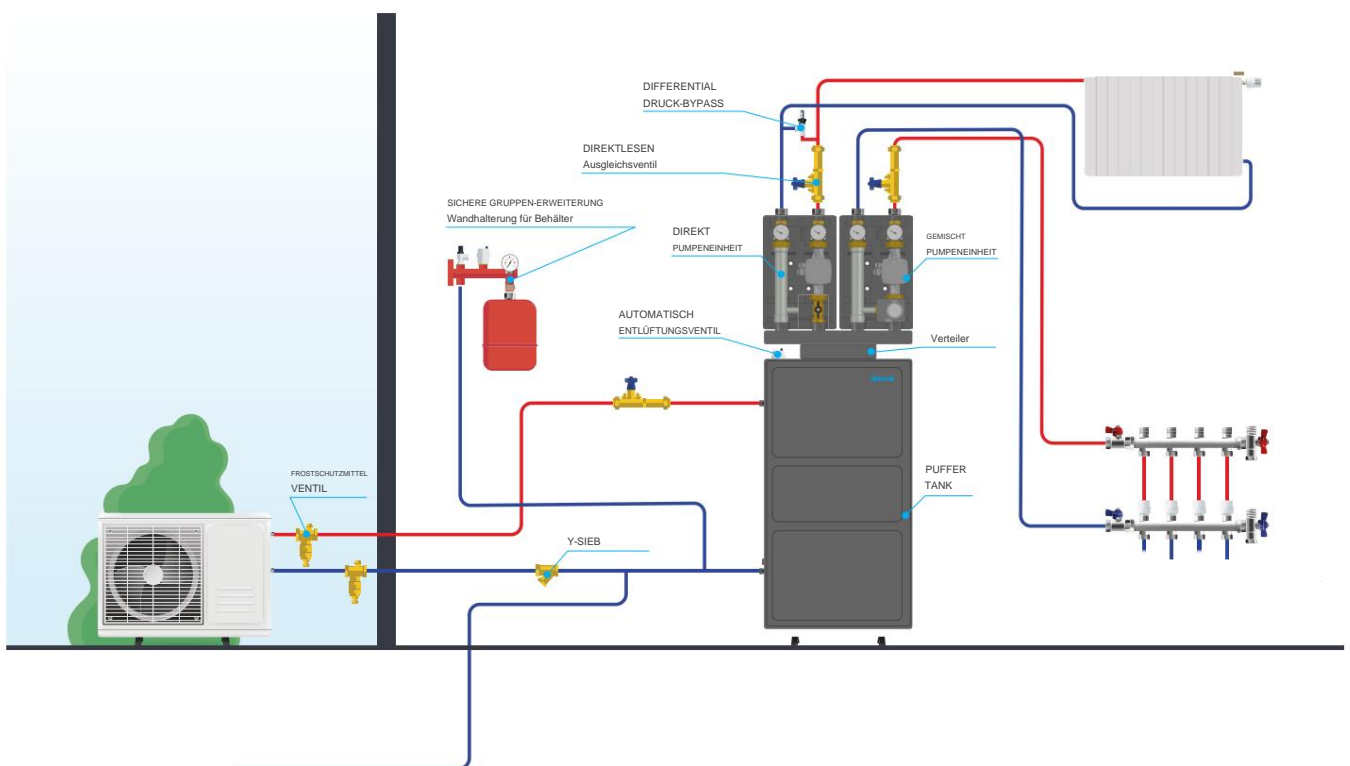 DIFFERENTIAL
DRUCK-BYPASS
DIREKTLESEN
Ausgleichsventil
SICHERE GRUPPEN-ERWEITERUNG
Wandhalterung für Behälter
DIREKT
PUMPENEINHEIT
GEMISCHT
PUMPENEINHEIT
AUTOMATISCH
ENTLÜFTUNGSVENTIL
Verteiler
FROSTSCHUTZMITTEL
VENTIL
PUFFER
TANK
Y-SIEB